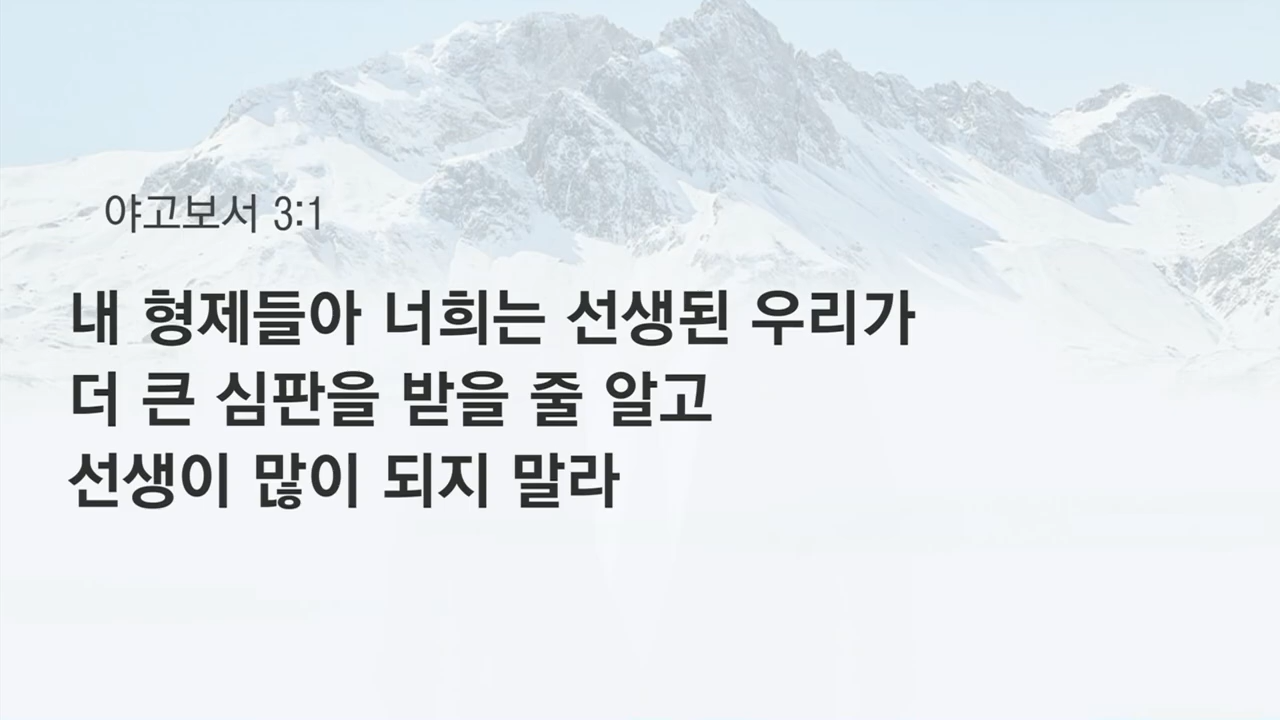 야고보서 3:1
내 형제들아 너희는 선생된 우리가
더 큰 심판을 받을 줄 알고
선생이 많이 되지 말라